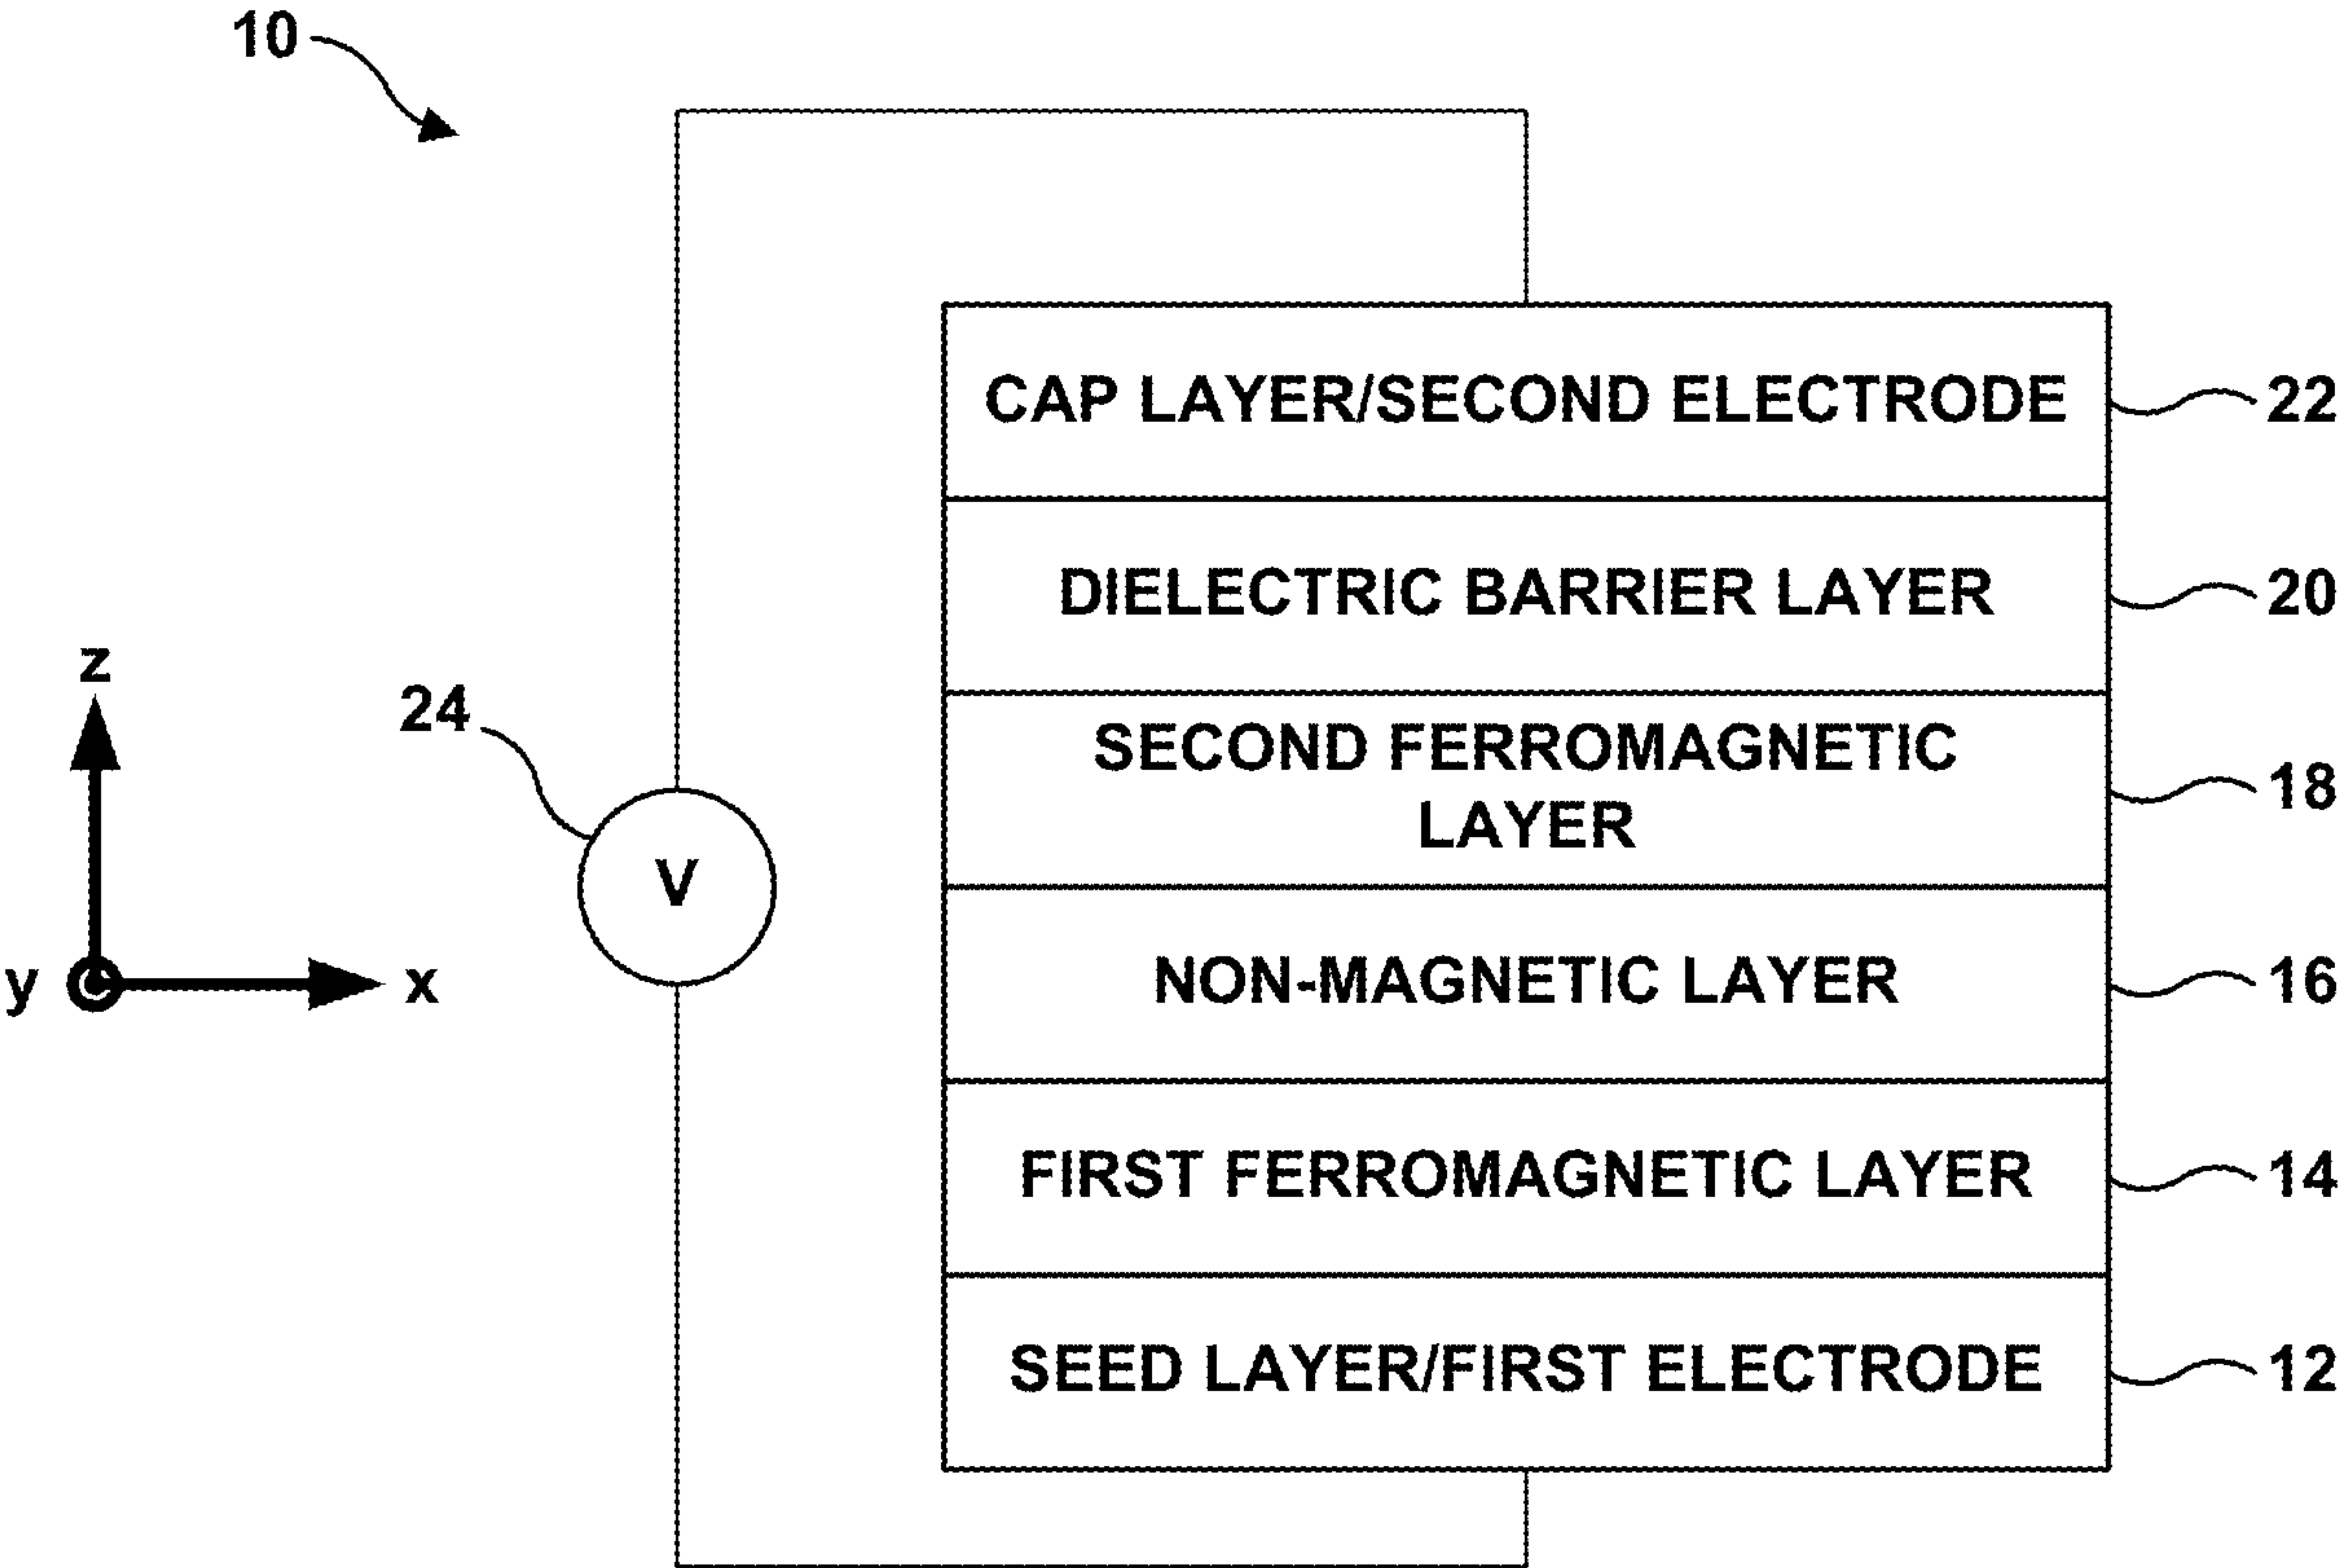 10
CAP LAYER/SECOND ELECTRODE
22
DIELECTRIC BARRIER LAYER
20
z
24
SECOND FERROMAGNETIC
LAYER
18
V
y
x
NON-MAGNETIC LAYER
16
FIRST FERROMAGNETIC LAYER
14
SEED LAYER/FIRST ELECTRODE
12